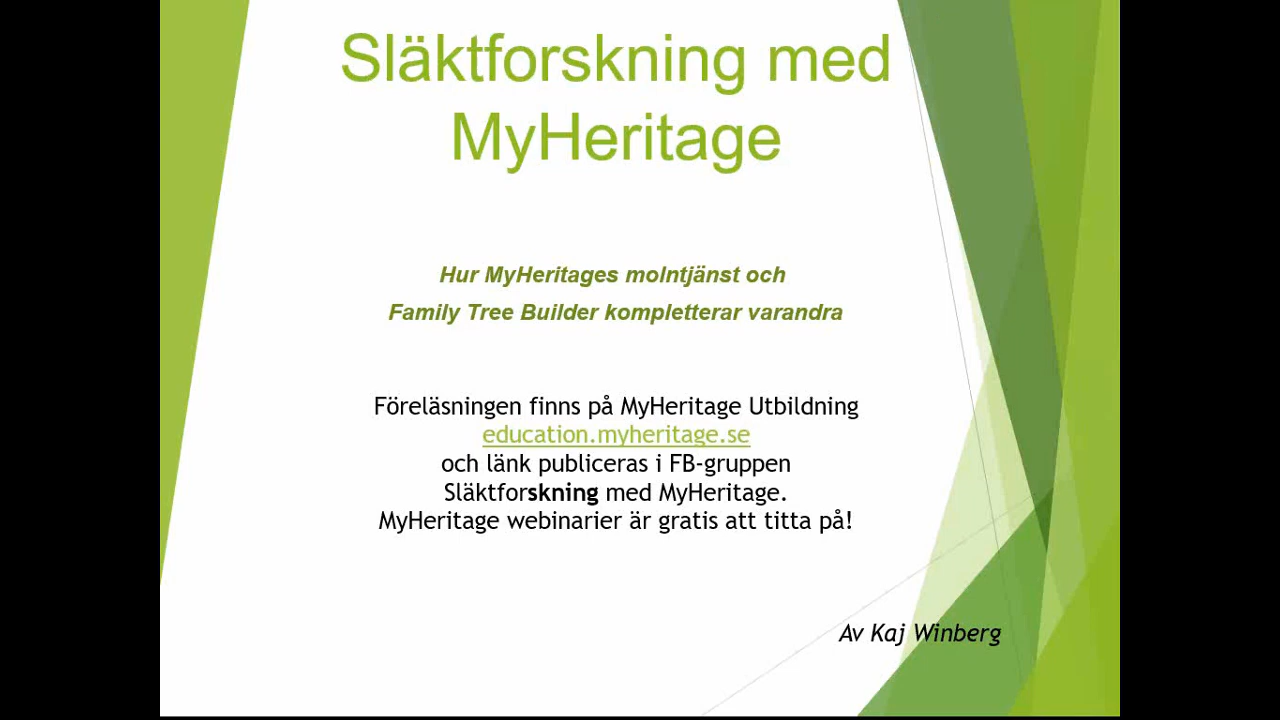 Släktforskning med
MyHeritage
Hur MyHeritages molntjänst och
Family Tree Builder kompletterar varandra
Föreläsningen finns på MyHeritage Utbildning
education.myheritage.se
och länk publiceras i FB-gruppen
Släktforskning med MyHeritage.
MyHeritage webinarier är gratis att titta på!
Av Kaj Winberg